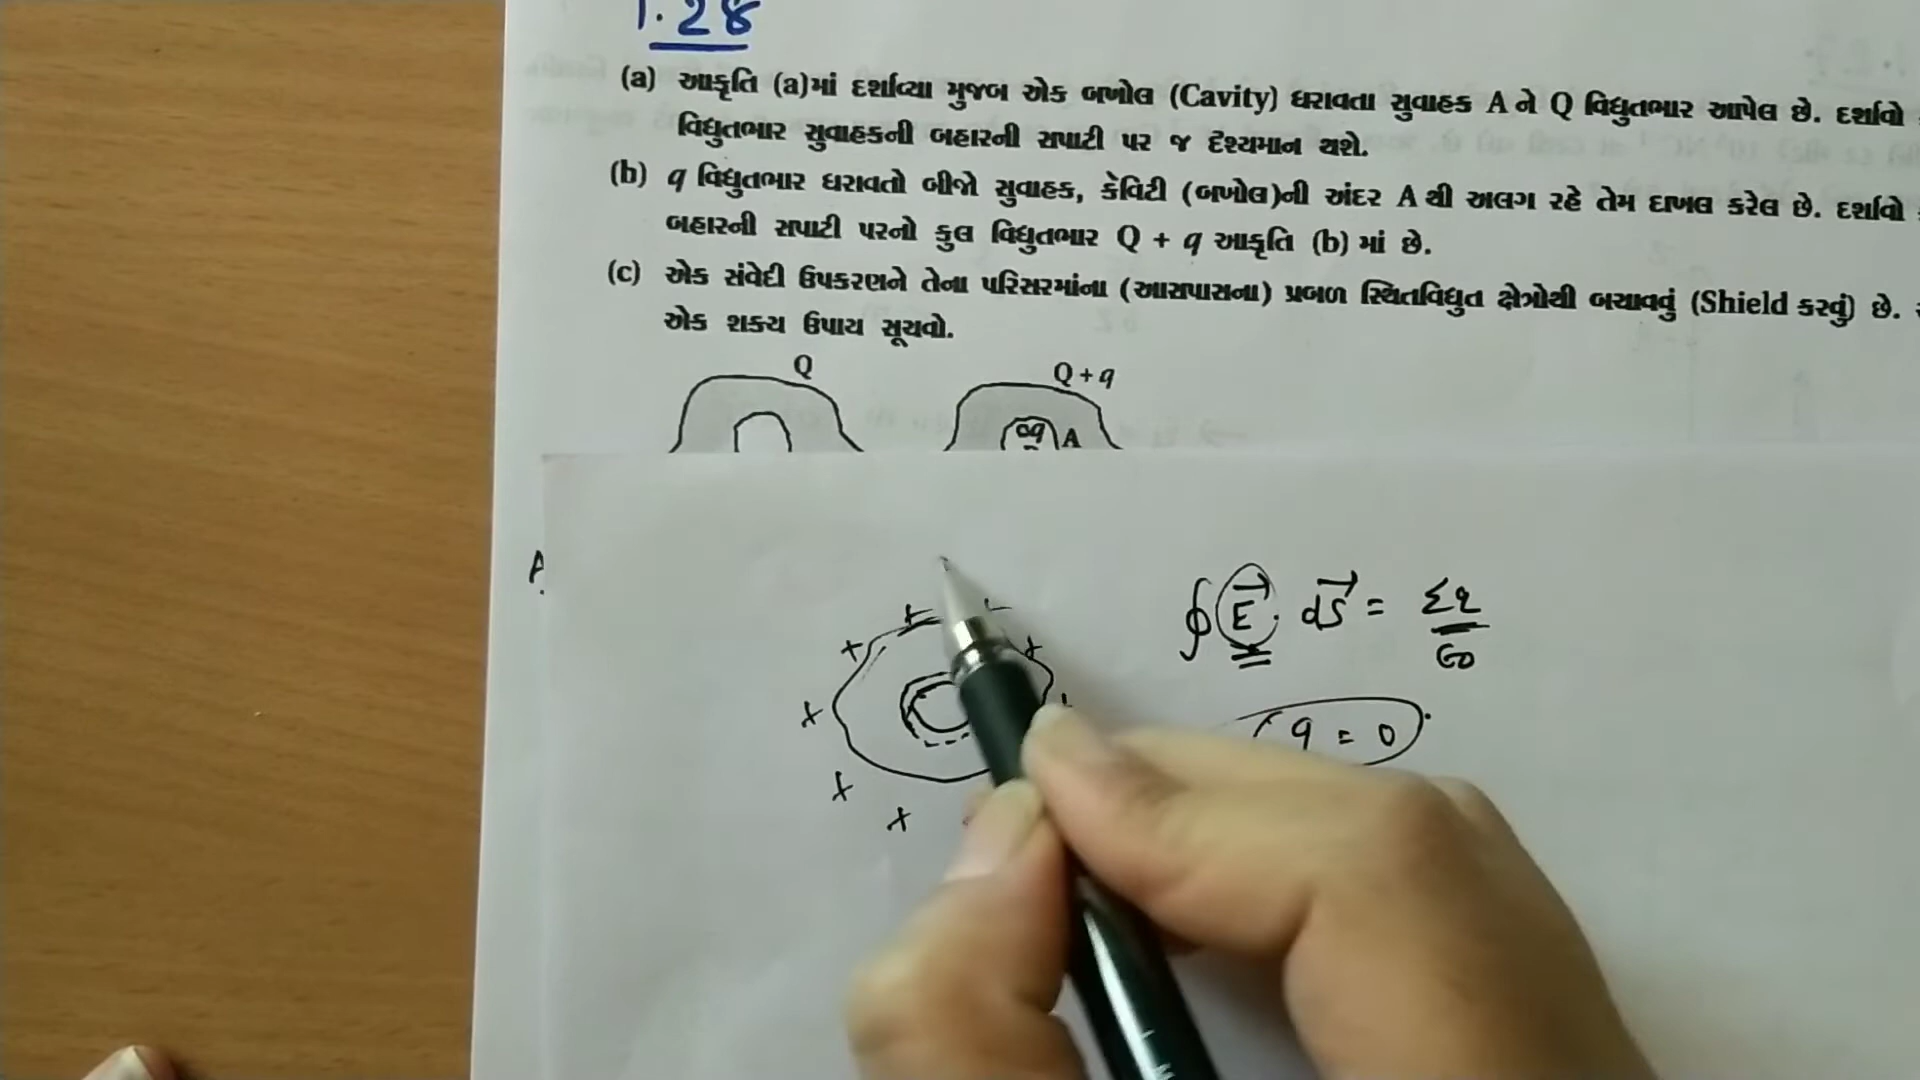 1.28
(a) આકૃતિ (a)માં દર્શાવ્યા મુજબ એક બખોલ (Cavity) ધરાવતા સુવાહક A ને Q વિદ્યુતભાર આપેલ છે. દર્શાવો
વિદ્યુતભાર સુવાહકની બહારની સપાટી પર જ દૃશ્યમાન થશે.
(b) q વિદ્યુતભાર ધરાવતો બીજો સુવાહક, કેવિટી (બખોલ)ની અંદર A થી અલગ રહે તેમ દાખલ કરેલ છે. દર્શાવો
બહારની સપાટી પરનો કુલ વિદ્યુતભાર Q + q આકૃતિ (b) માં છે.
(c) એક સંવેદી ઉપકરણને તેના પરિસરમાંના (આસપાસના) પ્રબળ સ્થિતવિદ્યુત ક્ષેત્રોથી બચાવવું (Shield કરવું) છે.
એક શક્ય ઉપાય સૂચવો.
Q
Q + q
q A
∮ E⃗ . dS⃗ = Σq / ε0
q = 0